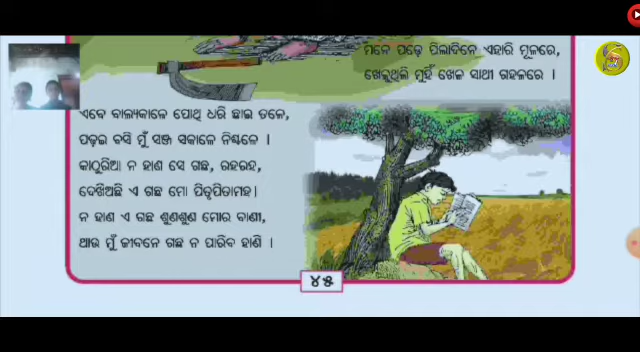 ମନେ ପଡ଼େ ପିଲାଦିନେ ଏହାରି ମୂଳରେ,
ଖେଳୁଥିଲି ମୁହିଁ ଖେଳ ସାଥୀ ଗହଳରେ ।
ଏବେ ବାଲ୍ୟକାଳେ ପୋଥି ଧରି ଛାଇ ତଳେ,
ପଢ଼ଇ ବସି ମୁଁ ସଞ୍ଜ ସକାଳେ ନିଶ୍ଚଳେ ।
କାଠୁରିଆ ନ ହାଣ ସେ ଗଛ, ରହରହ,
ଦେଖିଅଛି ଏ ଗଛ ମୋ ପିତୃପିତାମହ।
ନ ହାଣ ଏ ଗଛ ଶୁଣଶୁଣ ମୋର ବାଣୀ,
ଥାଉ ମୁଁ ଜୀବନେ ଗଛ ନ ପାରିବ ହାଣି ।
୪୫